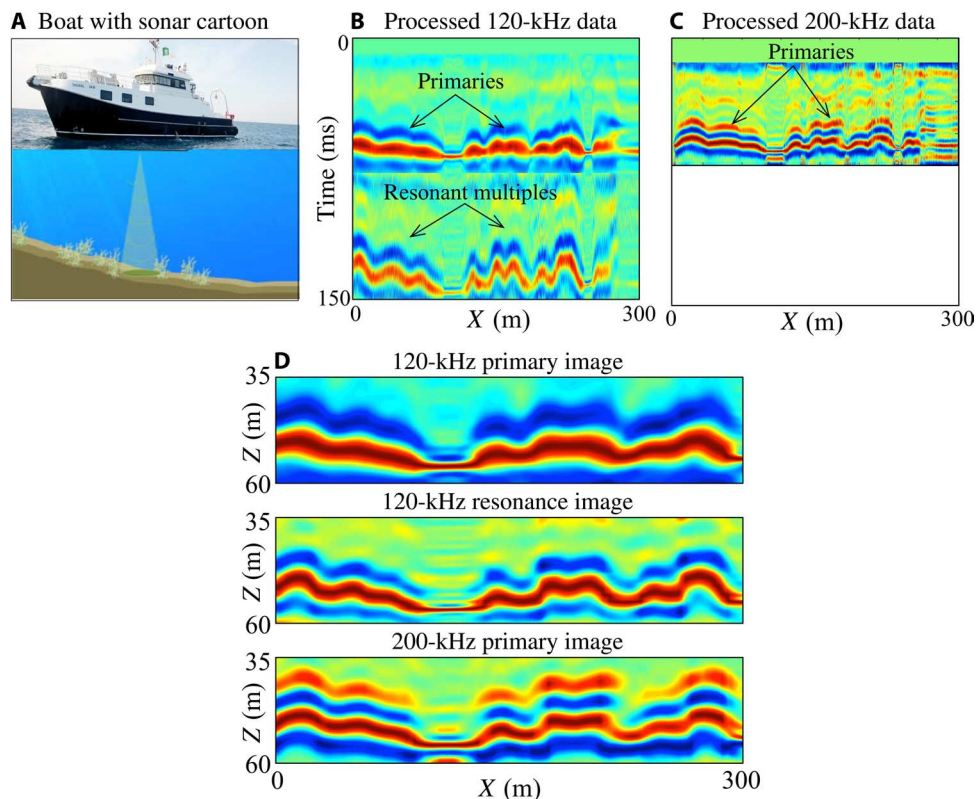 A Boat with sonar cartoon
B Processed 120-kHz data
C Processed 200-kHz data
0
Time (ms)
150
Primaries
Resonant multiples
X (m)
300
Primaries
0
X (m)
300
D
120-kHz primary image
35
Z (m)
60
120-kHz resonance image
35
Z (m)
60
200-kHz primary image
35
Z (m)
60
0
X (m)
300